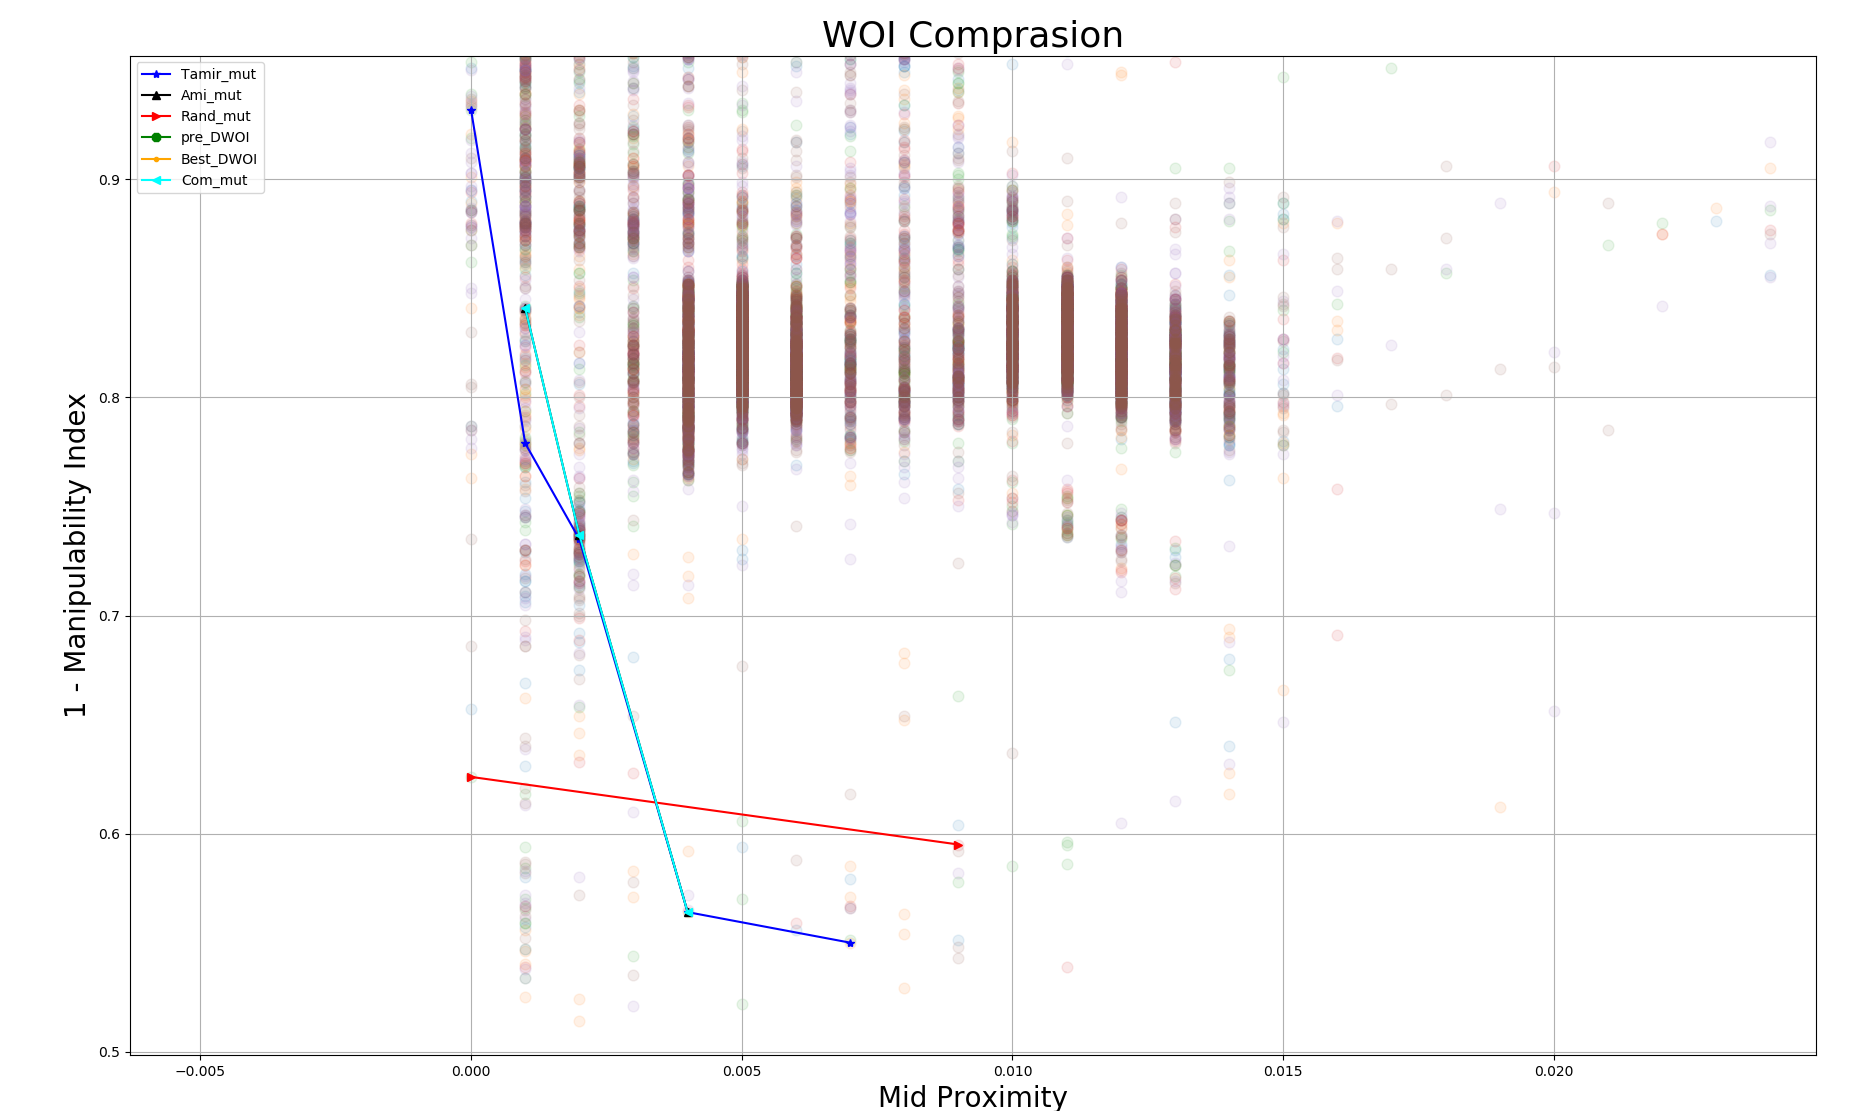 WOI Comprasion
Tamir_mut
Ami_mut
Rand_mut
pre_DWOI
Best_DWOI
Com_mut
1 - Manipulability Index
0.9
0.8
0.7
0.6
0.5
−0.005
0.000
0.005
0.010
0.015
0.020
Mid Proximity